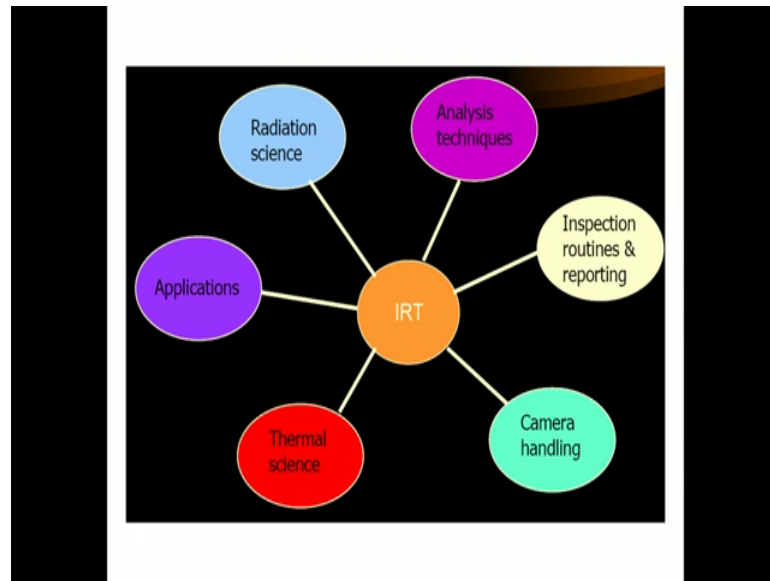 Radiation
science
Analysis
techniques
Inspection
routines &
reporting
Applications
IRT
Camera
handling
Thermal
science